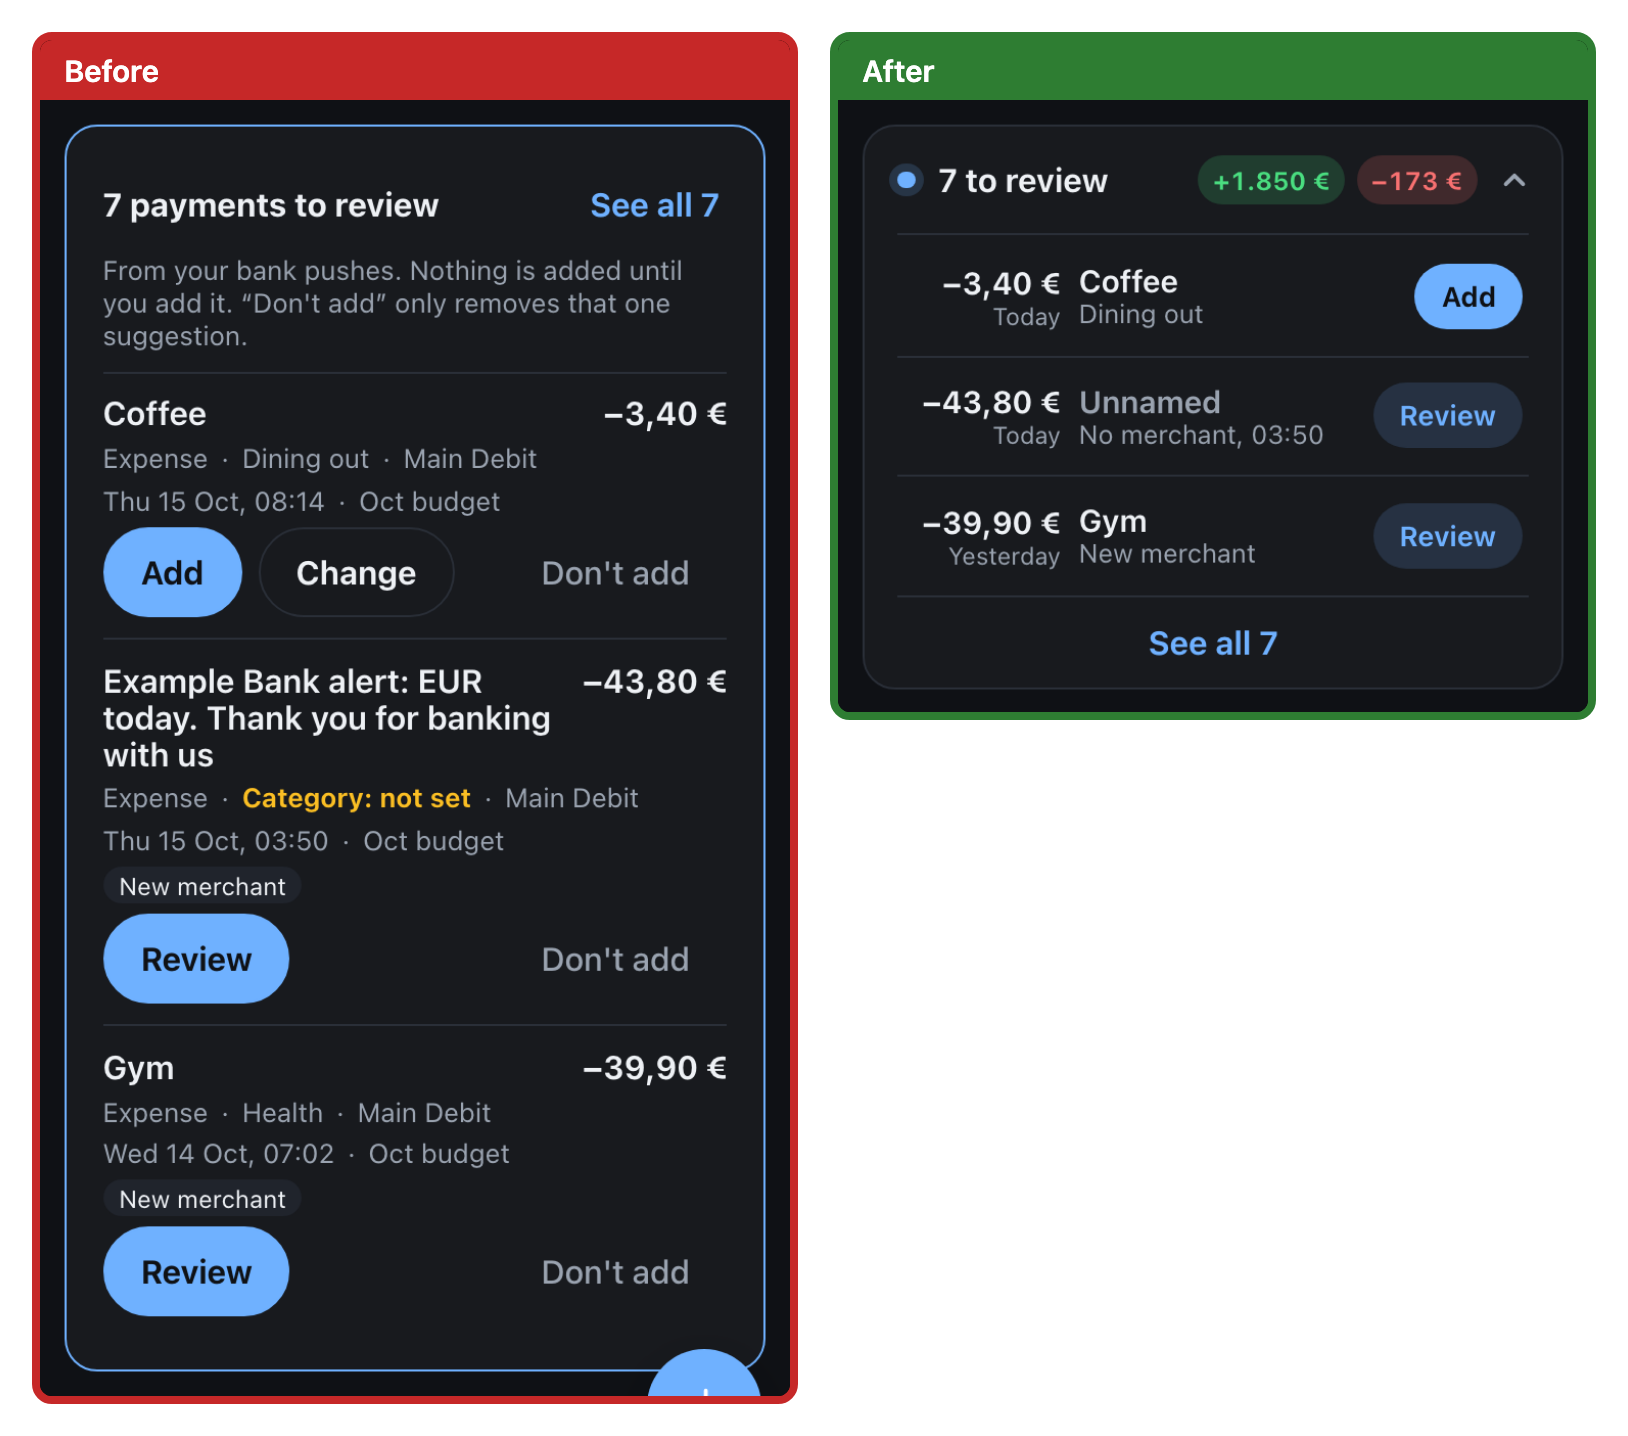 Before
7 payments to review
See all 7
From your bank pushes. Nothing is added until
you add it. “Don't add” only removes that one
suggestion.
Coffee
−3,40 €
Expense · Dining out · Main Debit
Thu 15 Oct, 08:14 · Oct budget
Add
Change
Don't add
Example Bank alert: EUR
today. Thank you for banking
with us
−43,80 €
Expense · Category: not set · Main Debit
Thu 15 Oct, 03:50 · Oct budget
New merchant
Review
Don't add
Gym
−39,90 €
Expense · Health · Main Debit
Wed 14 Oct, 07:02 · Oct budget
New merchant
Review
Don't add
After
7 to review
+1.850 €
−173 €
−3,40 €
Today
Coffee
Dining out
Add
−43,80 €
Today
Unnamed
No merchant, 03:50
Review
−39,90 €
Yesterday
Gym
New merchant
Review
See all 7